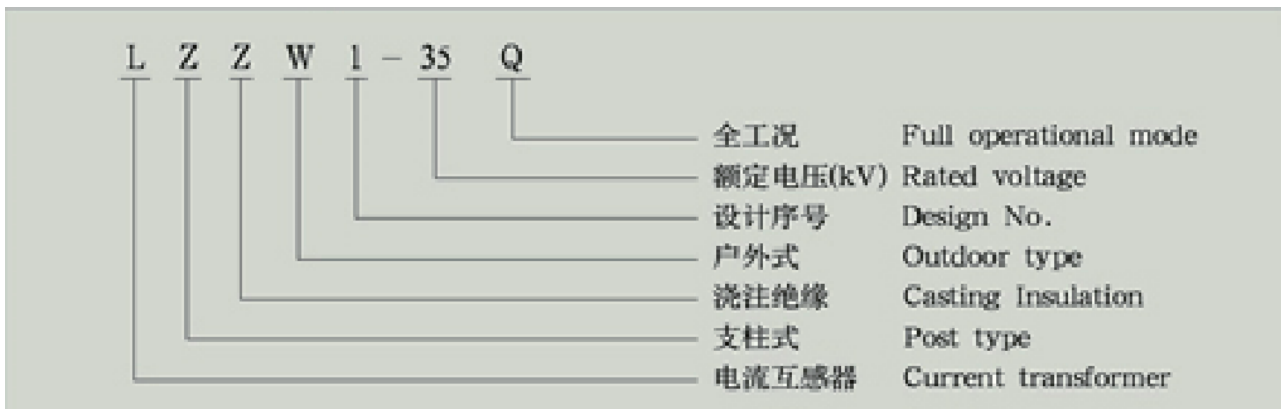 L Z Z W 1 - 35 Q
全工况 Full operational mode
额定电压(kV) Rated voltage
设计序号 Design No.
户外式 Outdoor type
浇注绝缘 Casting Insulation
支柱式 Post type
电流互感器 Current transformer